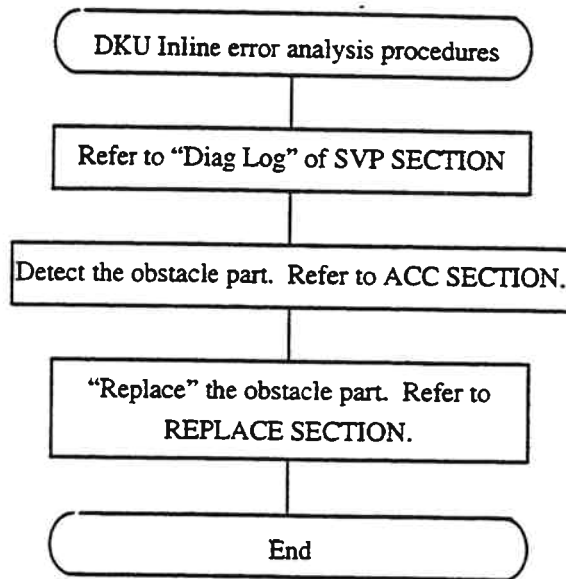 DKU Inline error analysis procedures
Refer to “Diag Log” of SVP SECTION
Detect the obstacle part. Refer to ACC SECTION.
“Replace” the obstacle part. Refer to
REPLACE SECTION.
End